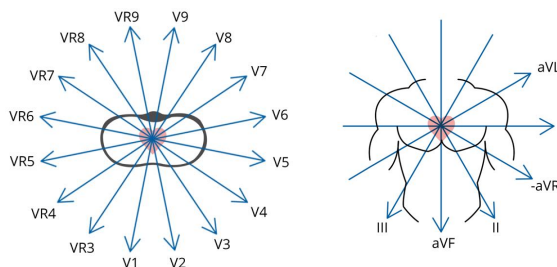 VR9 V9
VR8 V8
VR7 V7
VR6 V6
VR5 V5
VR4 V4
VR3 V3
V1 V2
aVL
-aVR
III II
aVF